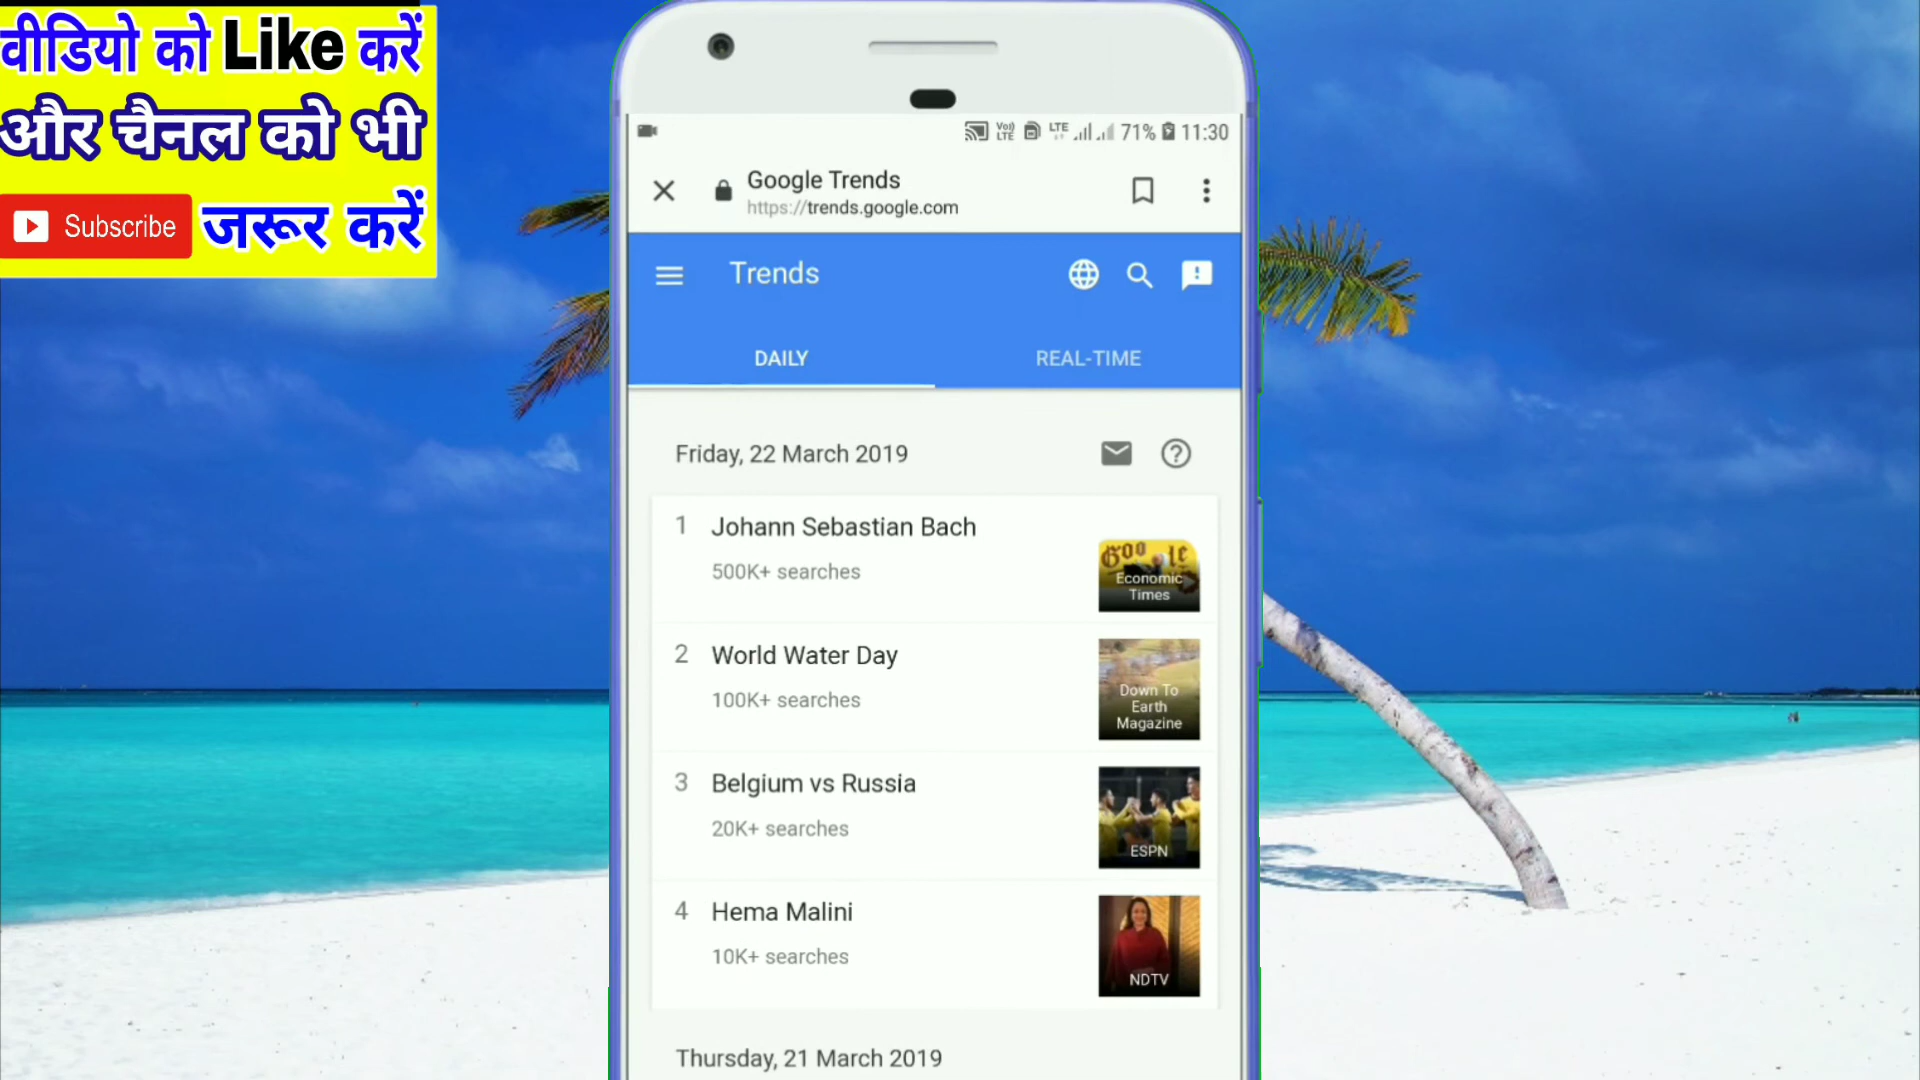 वीडियो को Like करें
और चैनल को भी
Subscribe जरूर करें
Vo) LTE LTE 71% 11:30
Google Trends
https://trends.google.com
Trends
DAILY REAL-TIME
Friday, 22 March 2019
1 Johann Sebastian Bach
500K+ searches
Economic
Times
2 World Water Day
100K+ searches
Down To
Earth
Magazine
3 Belgium vs Russia
20K+ searches
ESPN
4 Hema Malini
10K+ searches
NDTV
Thursday, 21 March 2019